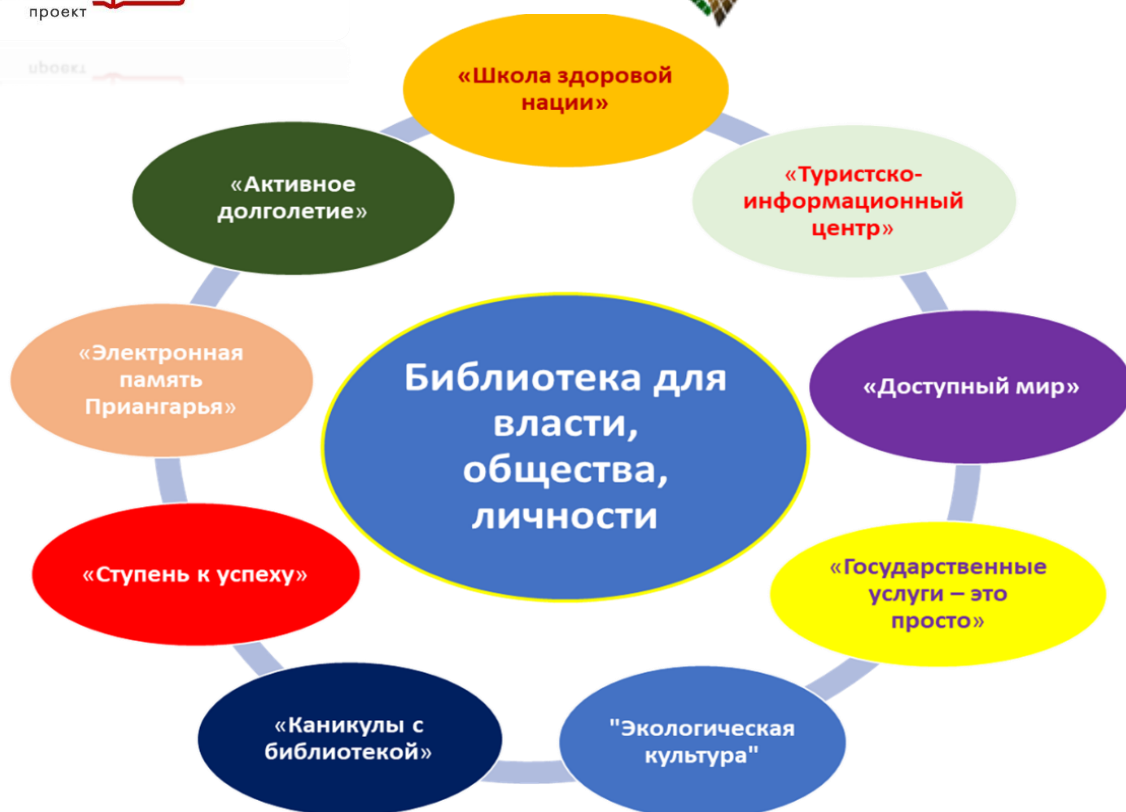 проект
«Школа здоровой
нации»
«Туристско-
информационный
центр»
«Доступный мир»
«Государственные
услуги – это
просто»
"Экологическая
культура"
«Каникулы с
библиотекой»
«Ступень к успеху»
«Электронная
память
Приангарья»
«Активное
долголетие»
Библиотека для
власти,
общества,
личности